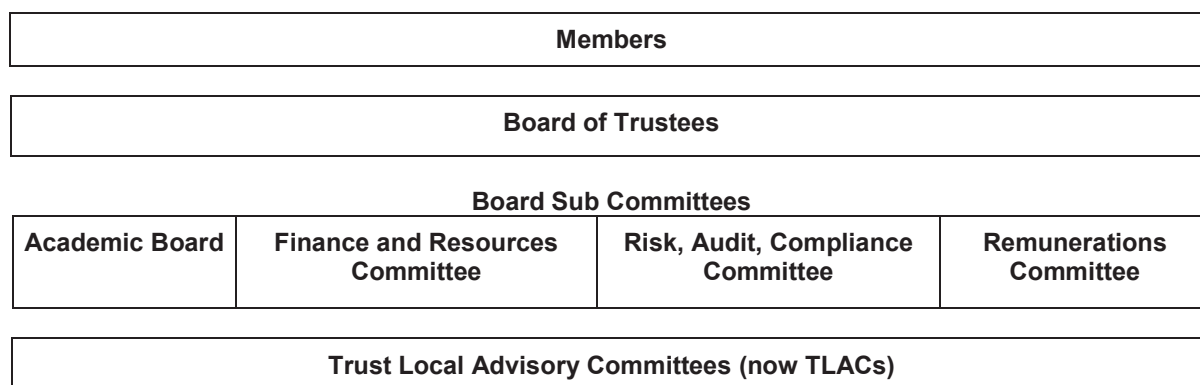 Members
Board of Trustees
Board Sub Committees
Academic Board
Finance and Resources
Committee
Risk, Audit, Compliance
Committee
Remunerations
Committee
Trust Local Advisory Committees (now TLACs)